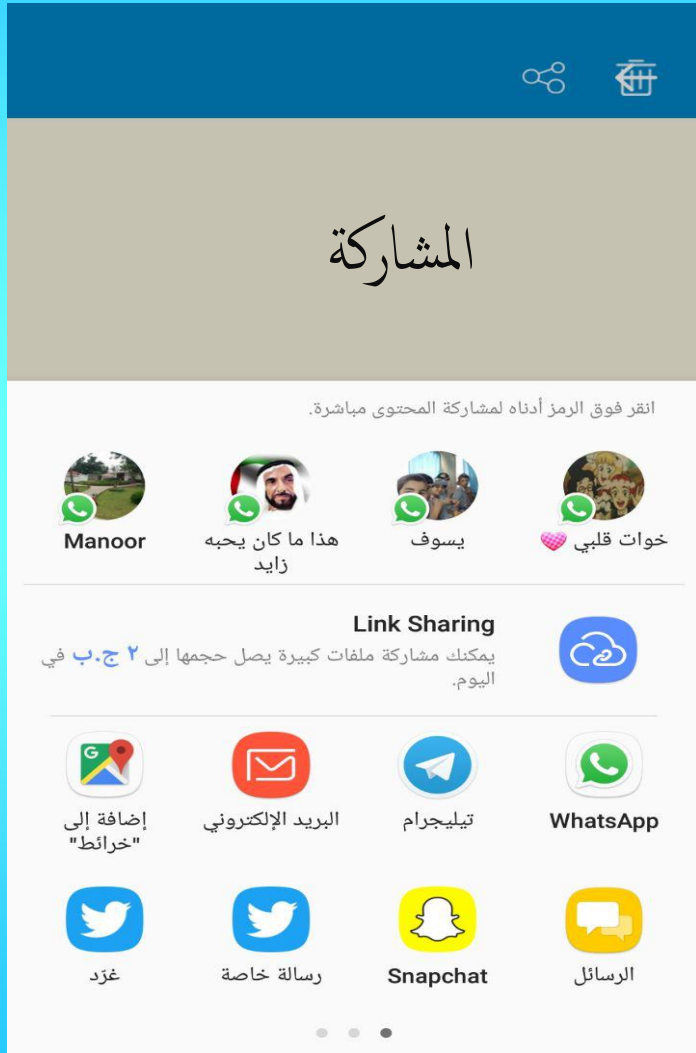 المشاركة
انقر فوق الرمز أدناه لمشاركة المحتوى مباشرة.
خوات قلبي 💟
يسوف
هذا ما كان يحبه
زايد
Manoor
Link Sharing
يمكنك مشاركة ملفات كبيرة يصل حجمها إلى ٢ ج.ب في
اليوم.
WhatsApp
تيليجرام
البريد الإلكتروني
إضافة إلى
"خرائط"
الرسائل
Snapchat
رسالة خاصة
غرّد